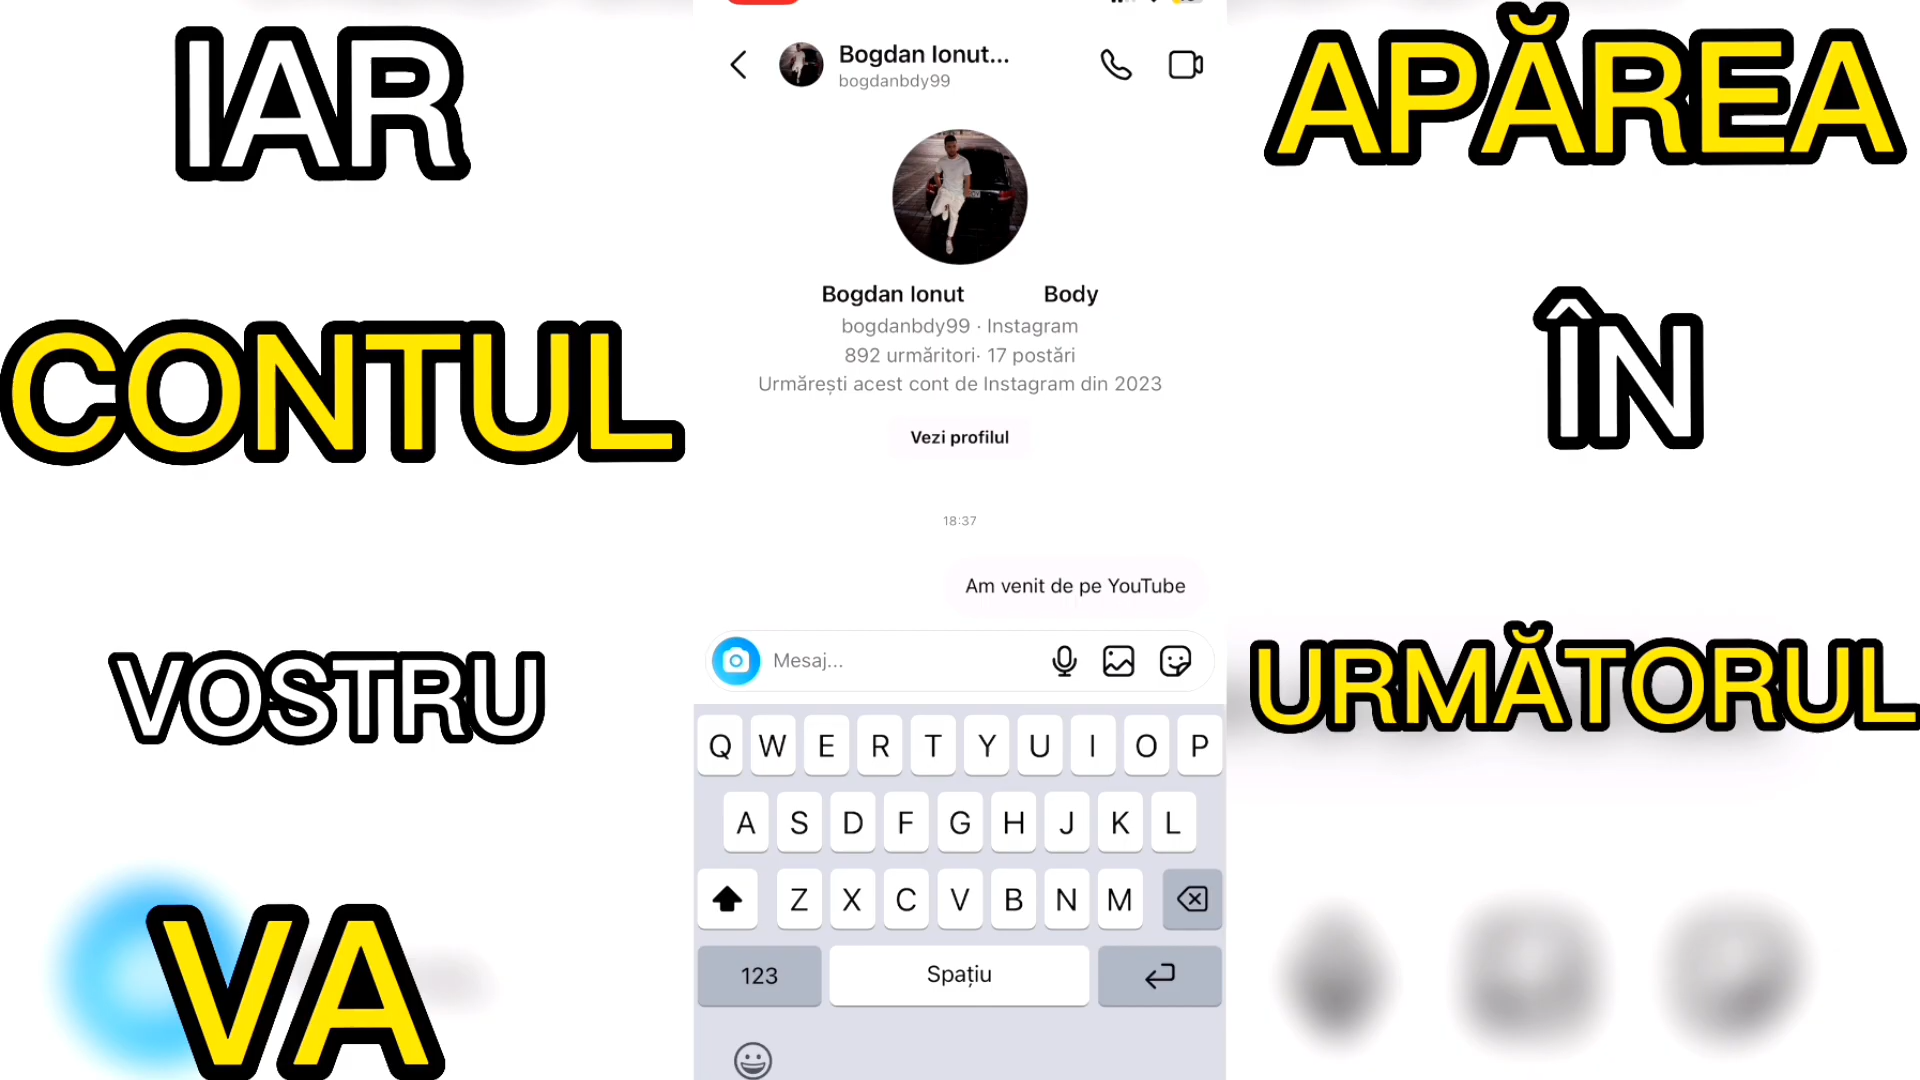 IAR
CONTUL
VOSTRU
VA
Bogdan Ionut...
bogdanbdy99
Bogdan Ionut Body
bogdanbdy99 · Instagram
892 urmăritori· 17 postări
Urmărești acest cont de Instagram din 2023
Vezi profilul
18:37
Am venit de pe YouTube
Mesaj...
Q W E R T Y U I O P
A S D F G H J K L
Z X C V B N M
123 Spațiu
APĂREA
ÎN
URMĂTORUL